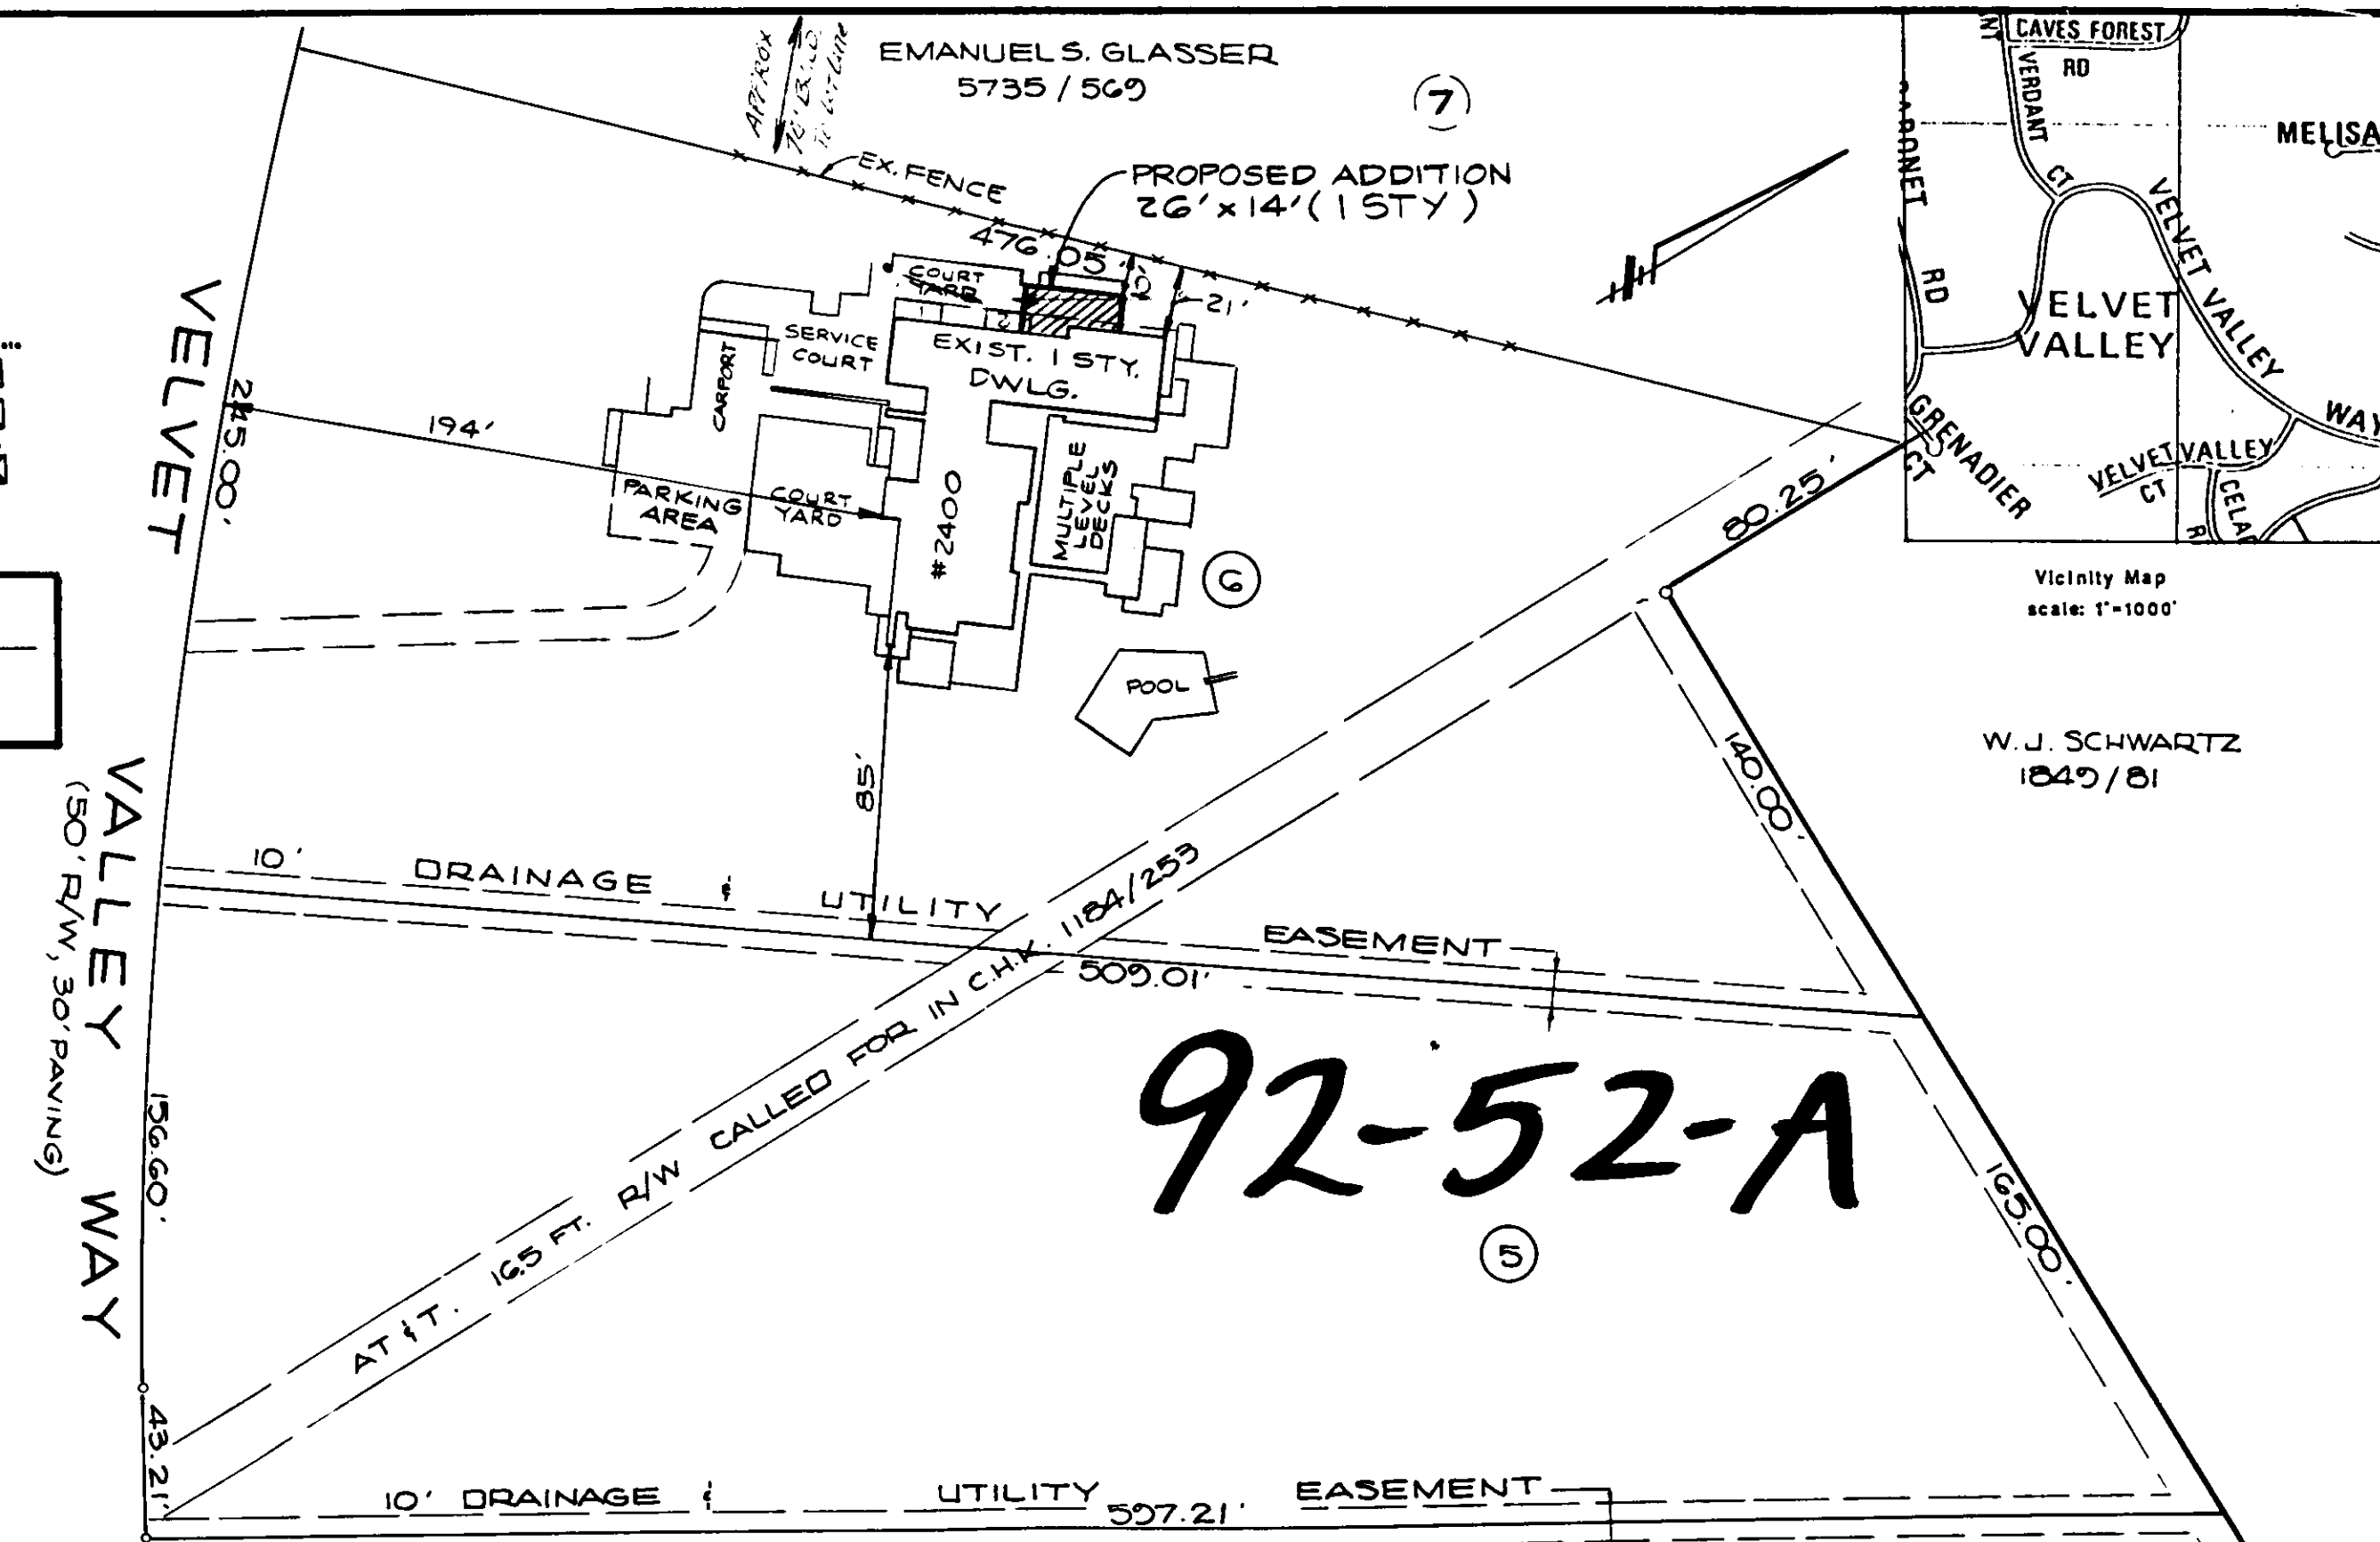 EMANUEL S. GLASSER
5735 / 569
7
APPROX
EX. FENCE
PROPOSED ADDITION
26' x 14' ( 1 STY )
476.05'
21'
COURT
YARD
1
2
SERVICE
COURT
CARPORT
EXIST. 1 STY.
DWLG.
#2400
MULTIPLE
LEVEL
DECKS
PARKING
AREA
COURT
YARD
194'
245.00'
6
POOL
85'
80.25'
140.00'
CAVES FOREST
RD
VERDANT
CT
MELISA
RD
VELVET
VALLEY
VELVET VALLEY
WAY
GRENADIER
CT
VELVET VALLEY
CT
CELAD
R
Vicinity Map
scale: 1"=1000'
W. J. SCHWARTZ
1849 / 81
VELVET VALLEY WAY
(50' R/W, 30' PAVING)
10' DRAINAGE & UTILITY EASEMENT
509.01'
AT & T. 16.5 FT. R/W CALLED FOR IN C.H.K. 1184/253
92-52-A
5
156.60'
43.21'
165.00'
10' DRAINAGE & UTILITY EASEMENT
597.21'